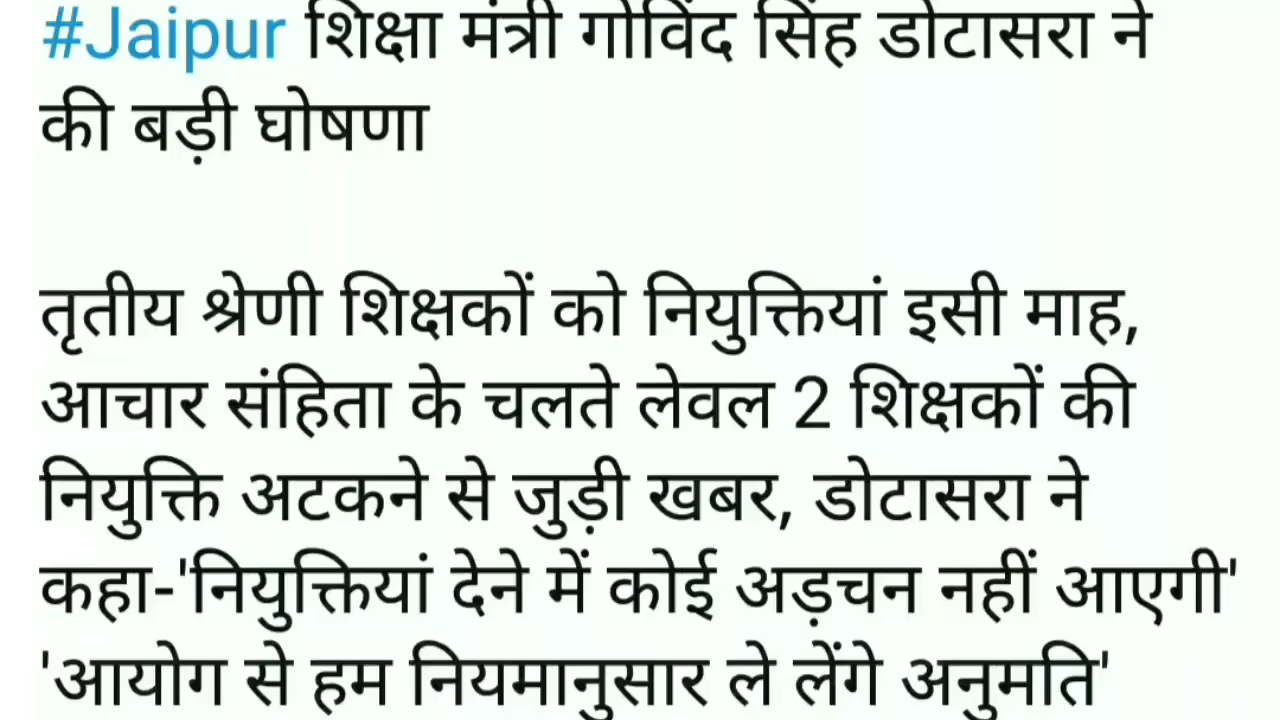 #Jaipur शिक्षा मंत्री गोविंद सिंह डोटासरा ने
की बड़ी घोषणा
तृतीय श्रेणी शिक्षकों को नियुक्तियां इसी माह,
आचार संहिता के चलते लेवल 2 शिक्षकों की
नियुक्ति अटकने से जुड़ी खबर, डोटासरा ने
कहा-'नियुक्तियां देने में कोई अड़चन नहीं आएगी'
'आयोग से हम नियमानुसार ले लेंगे अनुमति'